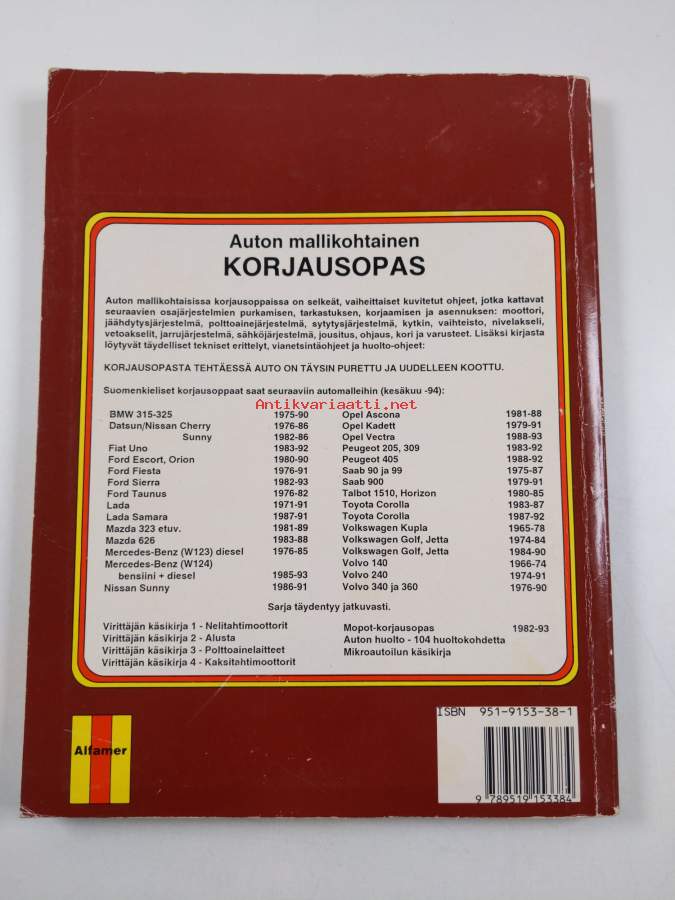 Auton mallikohtainen
KORJAUSOPAS
Auton mallikohtaisissa korjausoppaissa on selkeät, vaiheittaiset kuvitetut ohjeet, jotka kattavat
seuraavien osajärjestelmien purkamisen, tarkastuksen, korjaamisen ja asennuksen: moottori,
jäähdytysjärjestelmä, polttoainejärjestelmä, sytytysjärjestelmä, kytkin, vaihteisto, nivelakseli,
vetoakselit, jarrujärjestelmä, sähköjärjestelmä, jousitus, ohjaus, kori ja varusteet. Lisäksi kirjasta
löytyvät täydelliset tekniset erittelyt, vianetsintäohjeet ja huolto-ohjeet:
KORJAUSOPASTA TEHTÄESSÄ AUTO ON TÄYSIN PURETTU JA UUDELLEEN KOOTTU.
Suomenkieliset korjausoppaat saat seuraaviin automalleihin (kesäkuu -94):
Antikvariaatti.net
BMW 315-325 1975-90 Opel Ascona 1981-88
Datsun/Nissan Cherry 1976-86 Opel Kadett 1979-91
Sunny 1982-86 Opel Vectra 1988-93
Fiat Uno 1983-92 Peugeot 205, 309 1983-92
Ford Escort, Orion 1980-90 Peugeot 405 1988-92
Ford Fiesta 1976-91 Saab 90 ja 99 1975-87
Ford Sierra 1982-93 Saab 900 1979-91
Ford Taunus 1976-82 Talbot 1510, Horizon 1980-85
Lada 1971-91 Toyota Corolla 1983-87
Lada Samara 1987-91 Toyota Corolla 1987-92
Mazda 323 etuv. 1981-89 Volkswagen Kupla 1965-78
Mazda 626 1983-88 Volkswagen Golf, Jetta 1974-84
Mercedes-Benz (W123) diesel 1976-85 Volkswagen Golf, Jetta 1984-90
Mercedes-Benz (W124) Volvo 140 1966-74
bensiini + diesel 1985-93 Volvo 240 1974-91
Nissan Sunny 1986-91 Volvo 340 ja 360 1976-90
Sarja täydentyy jatkuvasti.
Virittäjän käsikirja 1 - Nelitahtimoottorit Mopot-korjausopas 1982-93
Virittäjän käsikirja 2 - Alusta Auton huolto - 104 huoltokohdetta
Virittäjän käsikirja 3 - Polttoainelaitteet Mikroautoilun käsikirja
Virittäjän käsikirja 4 - Kaksitahtimoottorit
Alfamer
ISBN 951-9153-38-1
9 789519 153384